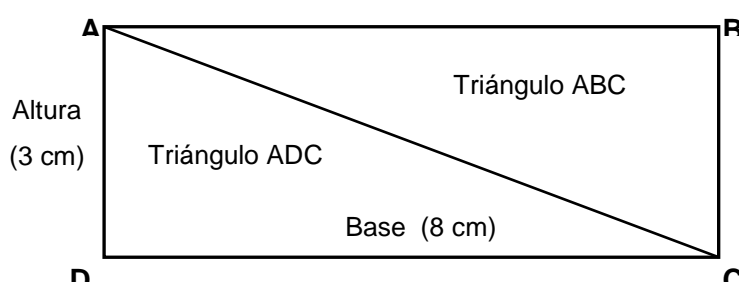 A B
Triángulo ABC
Altura
(3 cm)
Triángulo ADC
Base (8 cm)
D C